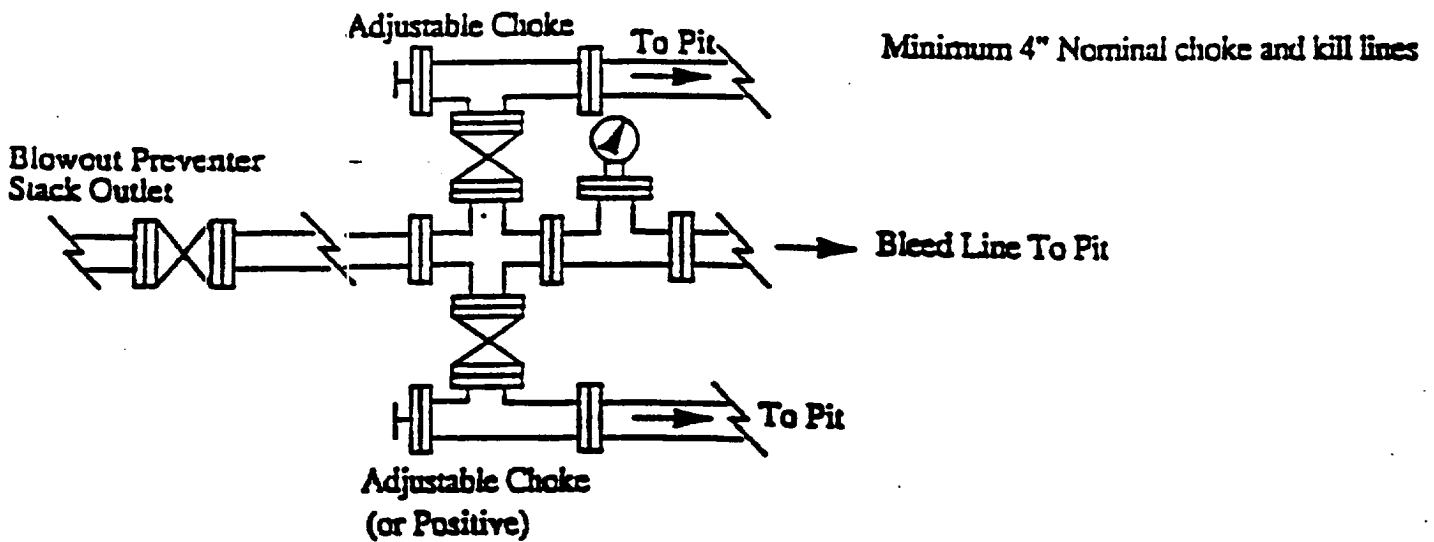 Adjustable Choke
To Pit
Minimum 4" Nominal choke and kill lines
Blowout Preventer
Stack Outlet
Bleed Line To Pit
To Pit
Adjustable Choke
(or Positive)